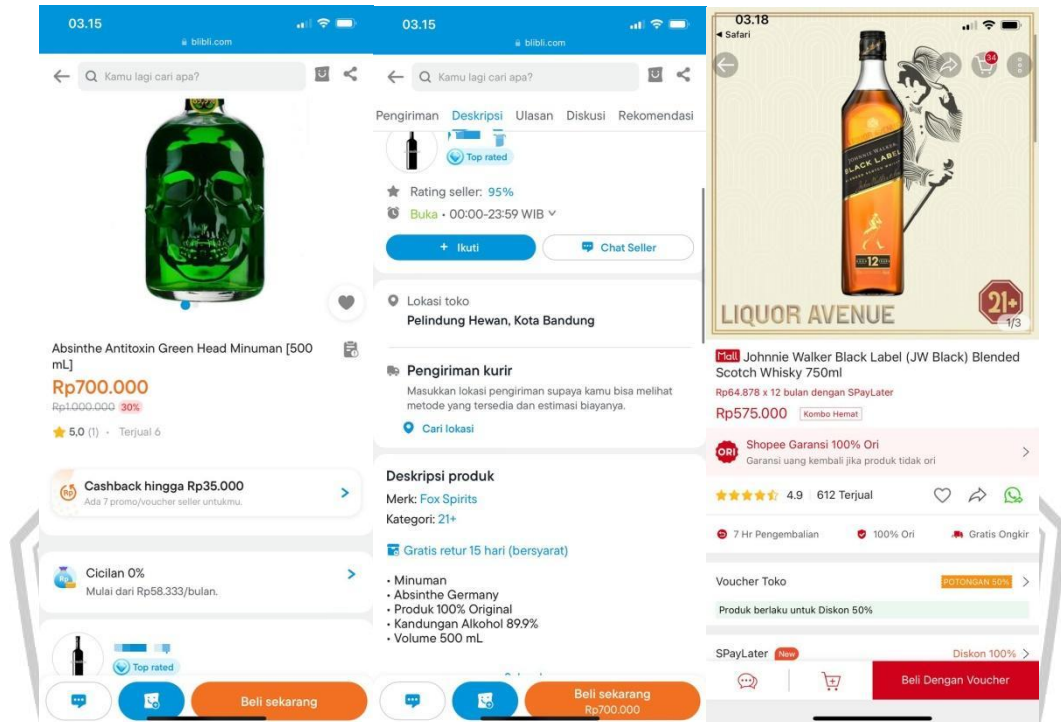 03.15
blibli.com
Kamu lagi cari apa?
Absinthe Antitoxin Green Head Minuman [500
mL]
Rp700.000
Rp1.000.000 30%
5,0 (1) · Terjual 6
Cashback hingga Rp35.000
Ada 7 promo/voucher seller untukmu.
Cicilan 0%
Mulai dari Rp58.333/bulan.
Top rated
Beli sekarang
03.15
blibli.com
Kamu lagi cari apa?
Pengiriman Deskripsi Ulasan Diskusi Rekomendasi
Top rated
Rating seller: 95%
Buka • 00:00-23:59 WIB
+ Ikuti
Chat Seller
Lokasi toko
Pelindung Hewan, Kota Bandung
Pengiriman kurir
Masukkan lokasi pengiriman supaya kamu bisa melihat
metode yang tersedia dan estimasi biayanya.
Cari lokasi
Deskripsi produk
Merk: Fox Spirits
Kategori: 21+
Gratis retur 15 hari (bersyarat)
• Minuman
• Absinthe Germany
• Produk 100% Original
• Kandungan Alkohol 89.9%
• Volume 500 mL
Beli sekarang
Rp700.000
03.18
◄ Safari
34
JOHNNIE WALKER
BLACK LABEL
12
LIQUOR AVENUE
21+
1/3
Mall Johnnie Walker Black Label (JW Black) Blended
Scotch Whisky 750ml
Rp64.878 x 12 bulan dengan SPayLater
Rp575.000 Kombo Hemat
ORI
Shopee Garansi 100% Ori
Garansi uang kembali jika produk tidak ori
4.9 612 Terjual
7 Hr Pengembalian 100% Ori Gratis Ongkir
Voucher Toko POTONGAN 50%
Produk berlaku untuk Diskon 50%
SPayLater New Diskon 100%
Beli Dengan Voucher